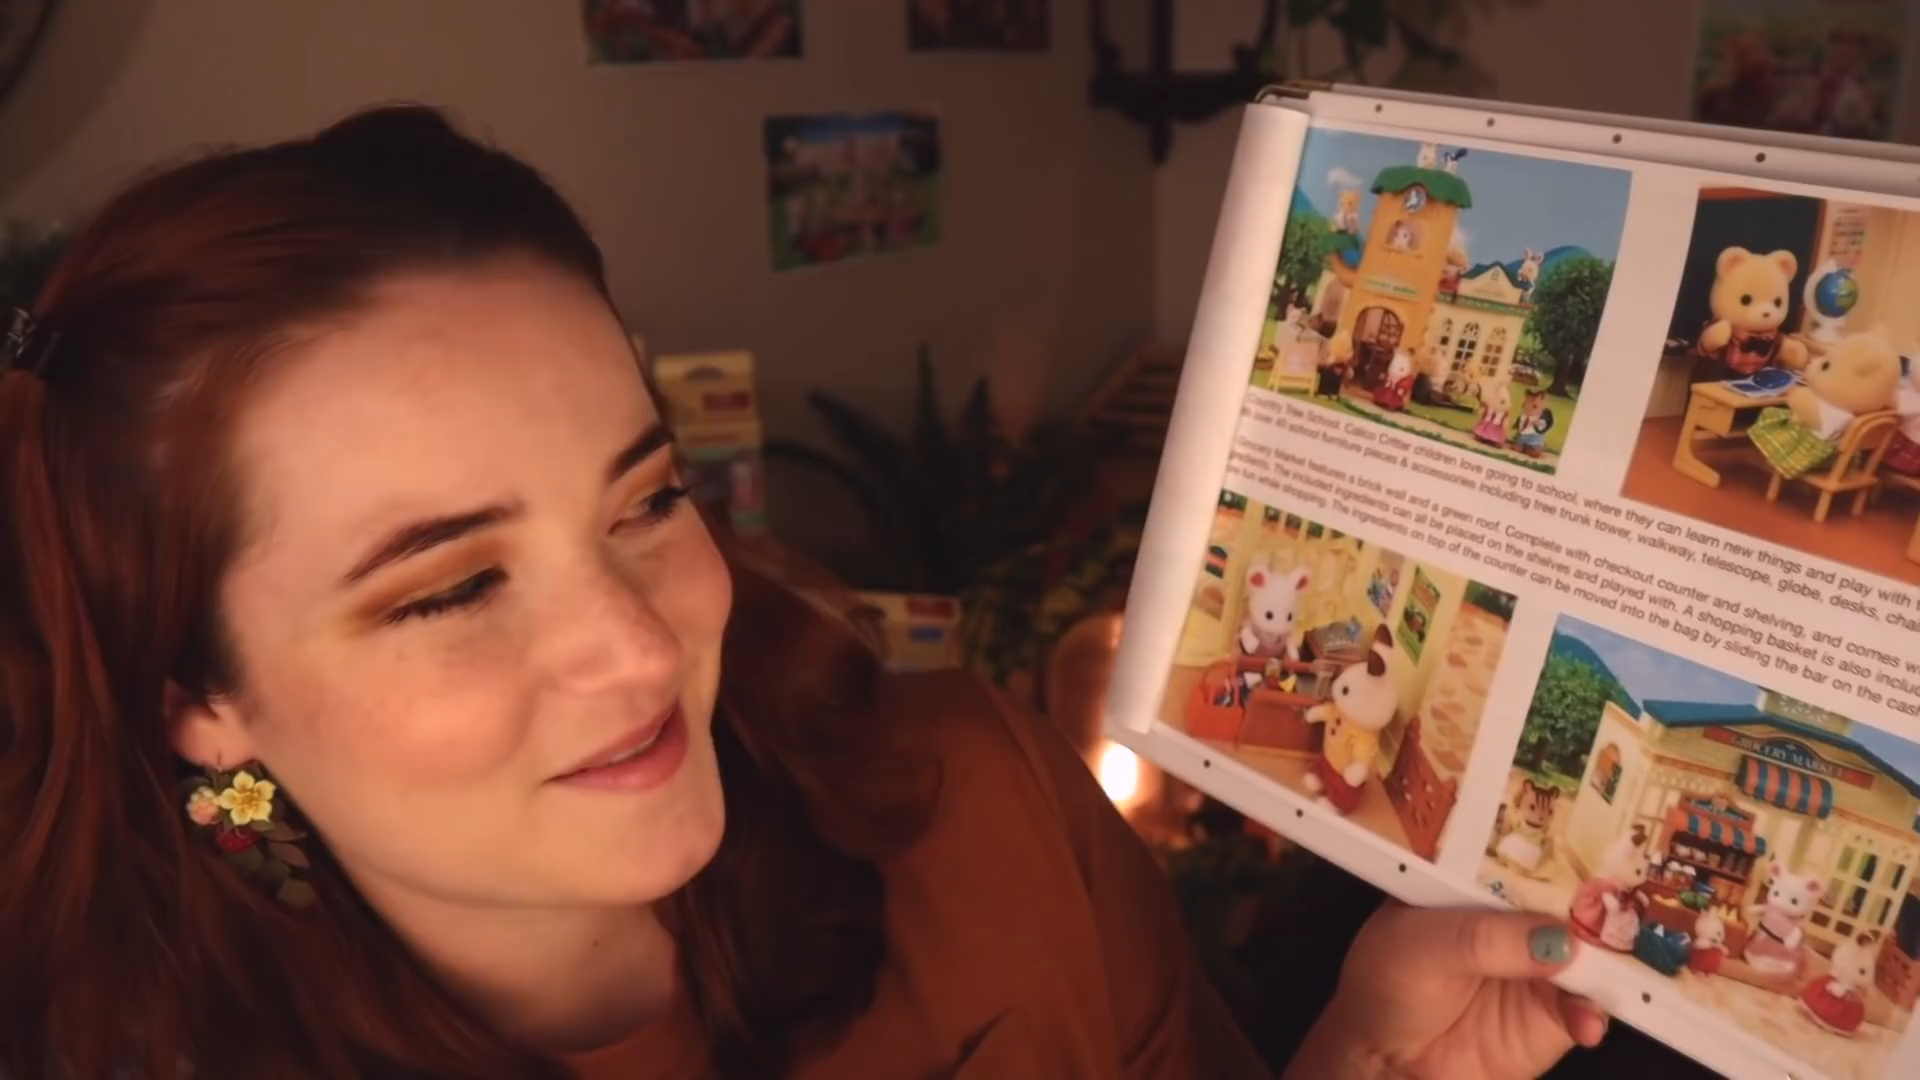 Country Tree School. Calico Critter children love going to school, where they can learn new things and play with
over 40 school furniture pieces & accessories including tree trunk tower, walkway, telescope, globe, desks,
Grocery Market features a brick wall and a green roof. Complete with checkout counter and shelving, and comes
The included ingredients can all be placed on the shelves and played with. A shopping basket is also
fun while shopping. The ingredients on top of the counter can be moved into the bag by sliding the bar on the
GROCERY MARKET